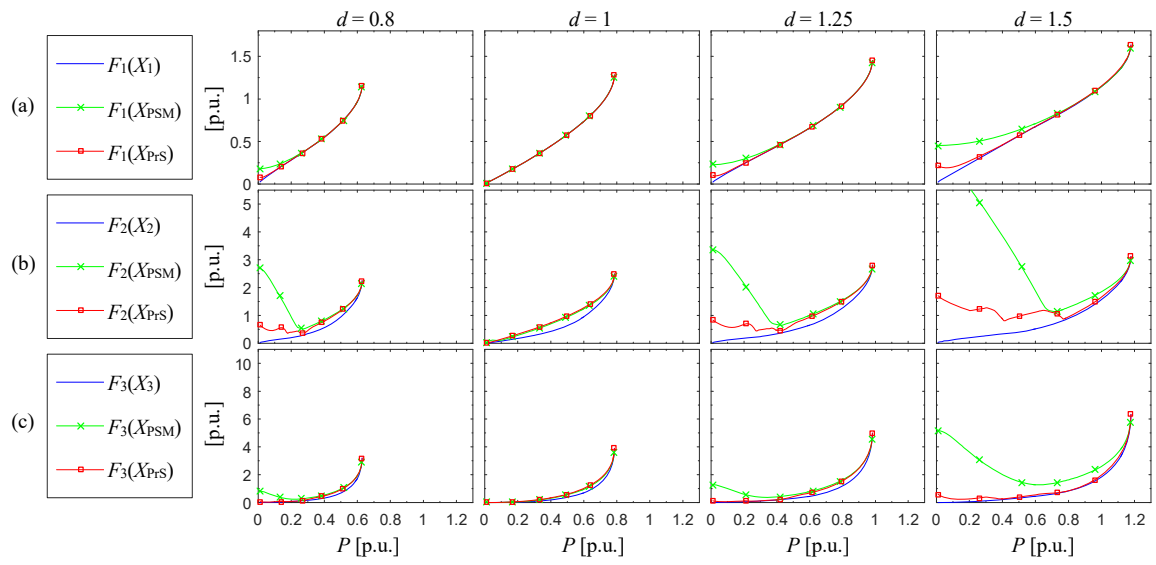 d = 0.8 d = 1 d = 1.25 d = 1.5
(a)
F1(X1)
F1(XPSM)
F1(XPrS)
[p.u.]
1.5
1
0.5
0
(b)
F2(X2)
F2(XPSM)
F2(XPrS)
[p.u.]
5
4
3
2
1
0
(c)
F3(X3)
F3(XPSM)
F3(XPrS)
[p.u.]
10
8
6
4
2
0
0 0.2 0.4 0.6 0.8 1 1.2 0 0.2 0.4 0.6 0.8 1 1.2 0 0.2 0.4 0.6 0.8 1 1.2 0 0.2 0.4 0.6 0.8 1 1.2
P [p.u.] P [p.u.] P [p.u.] P [p.u.]